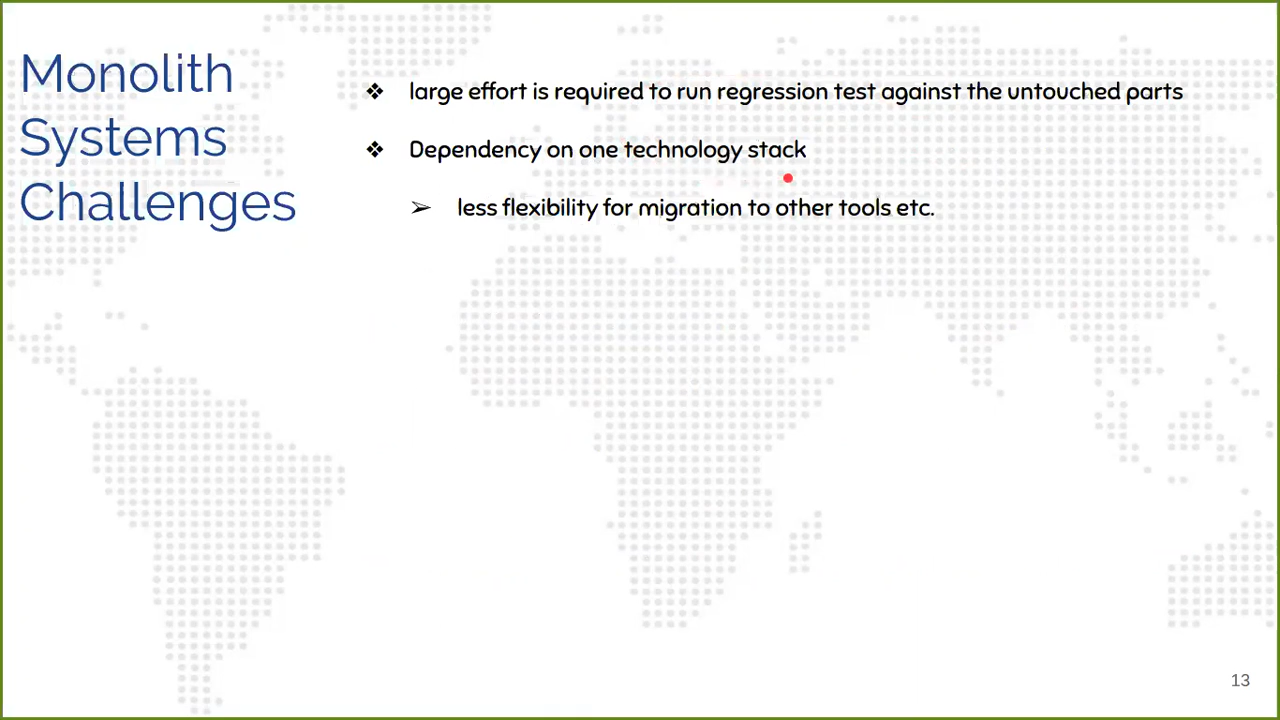 Monolith
Systems
Challenges
❖ large effort is required to run regression test against the untouched parts
❖ Dependency on one technology stack
➢ less flexibility for migration to other tools etc.
13